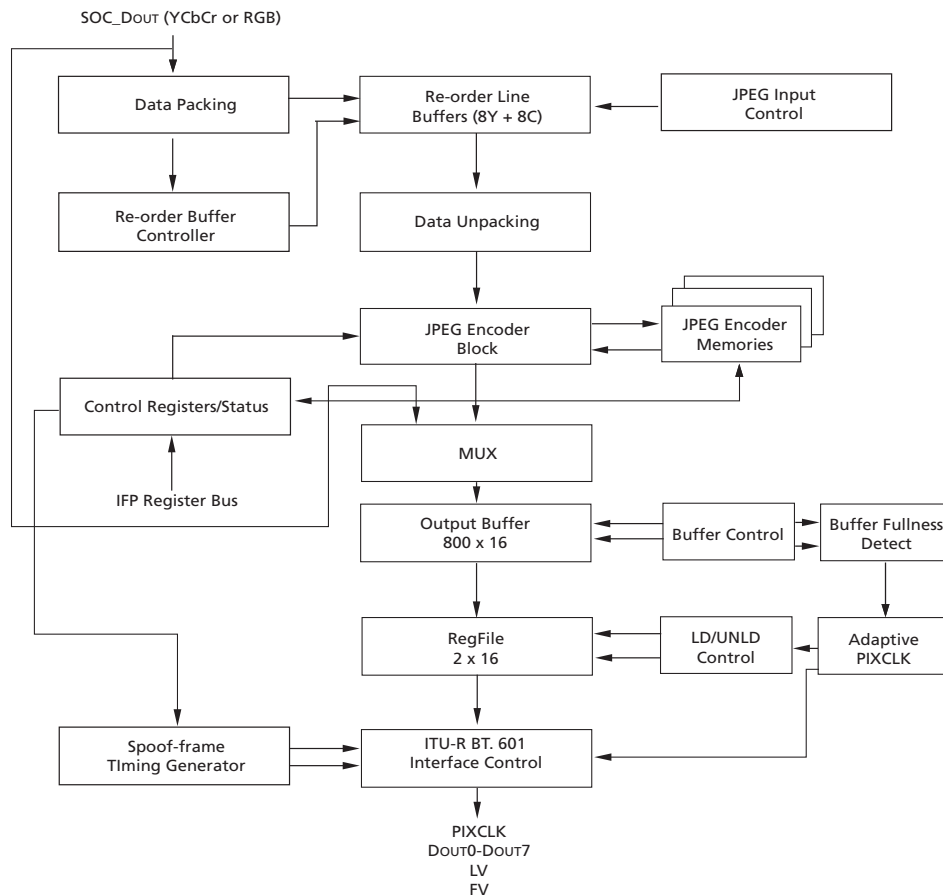 SOC_DOUT (YCbCr or RGB)
Data Packing
Re-order Line
Buffers (8Y + 8C)
JPEG Input
Control
Re-order Buffer
Controller
Data Unpacking
JPEG Encoder
Block
JPEG Encoder
Memories
Control Registers/Status
MUX
IFP Register Bus
Output Buffer
800 x 16
Buffer Control
Buffer Fullness
Detect
RegFile
2 x 16
LD/UNLD
Control
Adaptive
PIXCLK
Spoof-frame
TIming Generator
ITU-R BT. 601
Interface Control
PIXCLK
DOUT0-DOUT7
LV
FV